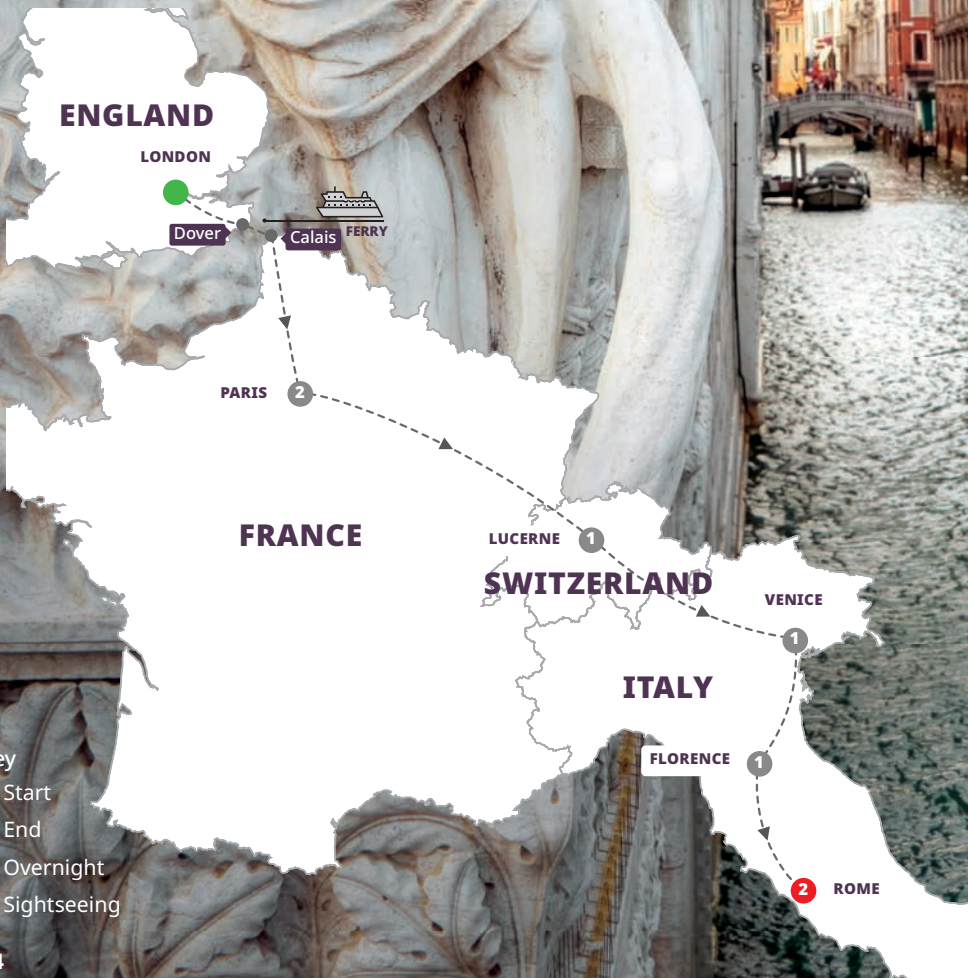 ENGLAND
LONDON
Dover
Calais
FERRY
PARIS
2
FRANCE
LUCERNE
1
SWITZERLAND
VENICE
1
ITALY
FLORENCE
1
2
ROME
ey
Start
End
Overnight
Sightseeing